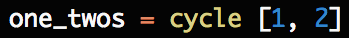 one_twos = cycle [1, 2]